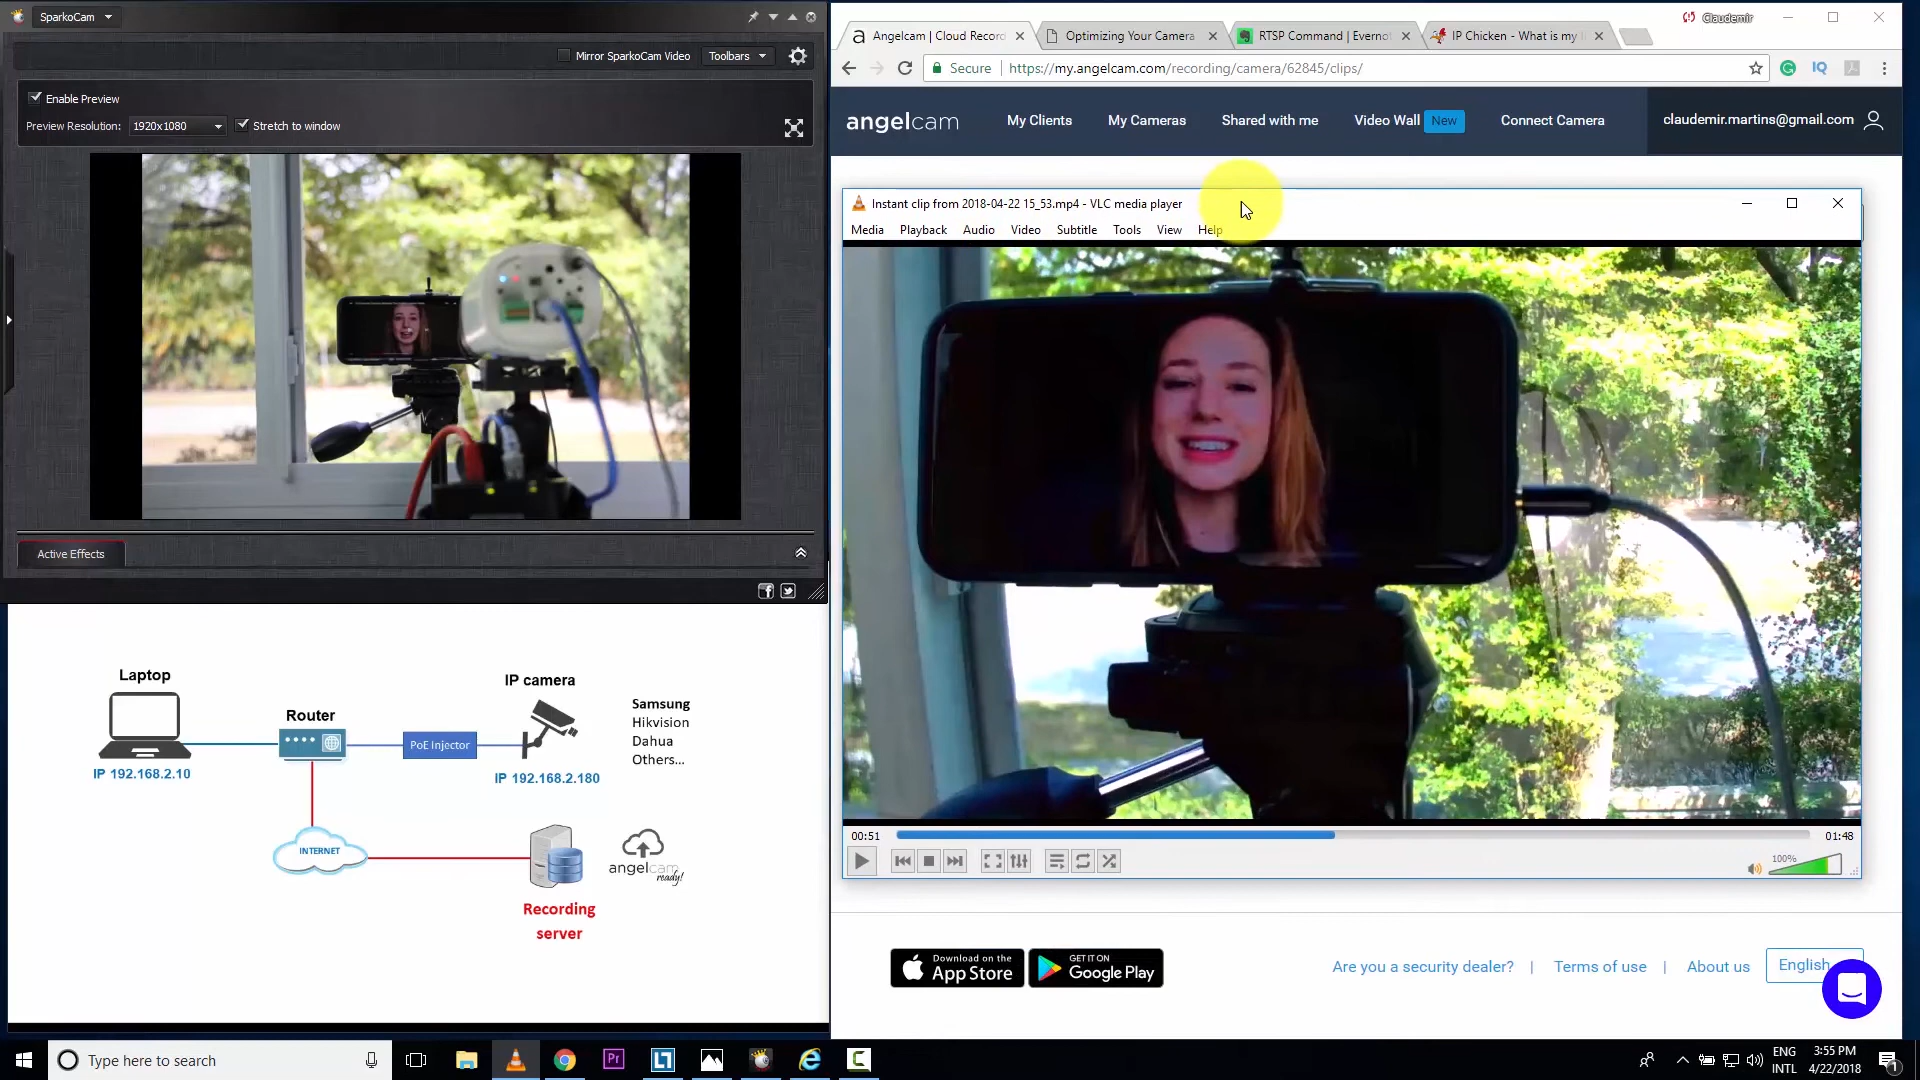 SparkoCam
Mirror SparkoCam Video
Toolbars
Enable Preview
Preview Resolution: 1920x1080
Stretch to window
Active Effects
Laptop
IP 192.168.2.10
Router
PoE Injector
IP camera
IP 192.168.2.180
Samsung
Hikvision
Dahua
Others...
INTERNET
angelcam
ready!
Recording
server
Claudemir
a Angelcam | Cloud Record
Optimizing Your Camera
RTSP Command | Everno
IP Chicken - What is my I
Secure
https://my.angelcam.com/recording/camera/62845/clips/
IQ
angelcam
My Clients
My Cameras
Shared with me
Video Wall New
Connect Camera
claudemir.martins@gmail.com
Instant clip from 2018-04-22 15_53.mp4 - VLC media player
Media Playback Audio Video Subtitle Tools View Help
00:51
01:48
100%
Download on the
App Store
GET IT ON
Google Play
Are you a security dealer? | Terms of use | About us
English
Type here to search
Pr
C
ENG
INTL
3:55 PM
4/22/2018
1